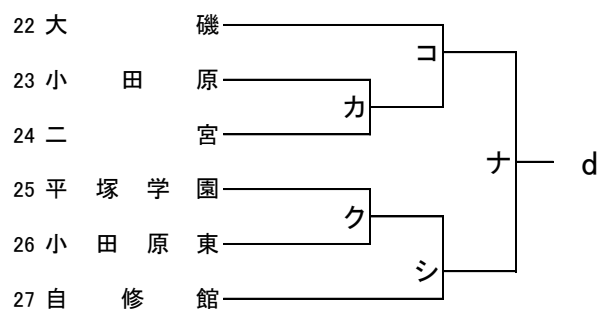 22 大磯
コ
23 小田原
カ
24 二宮
ナ d
25 平塚学園
ク
26 小田原東
シ
27 自修館